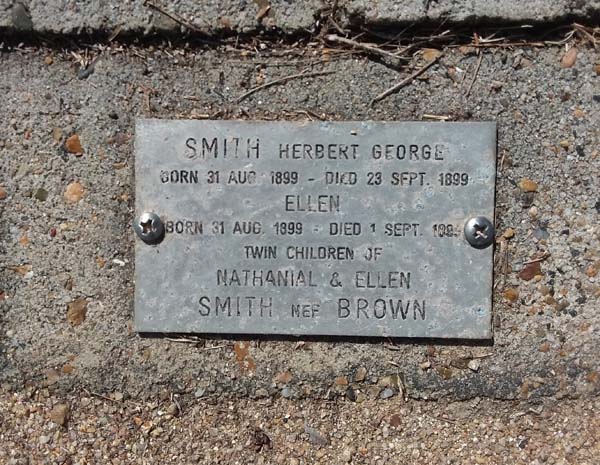 SMITH HERBERT GEORGE
BORN 31 AUG 1899 - DIED 23 SEPT. 1899
ELLEN
BORN 31 AUG. 1899 - DIED 1 SEPT. 1899
TWIN CHILDREN OF
NATHANIAL & ELLEN
SMITH NEE BROWN